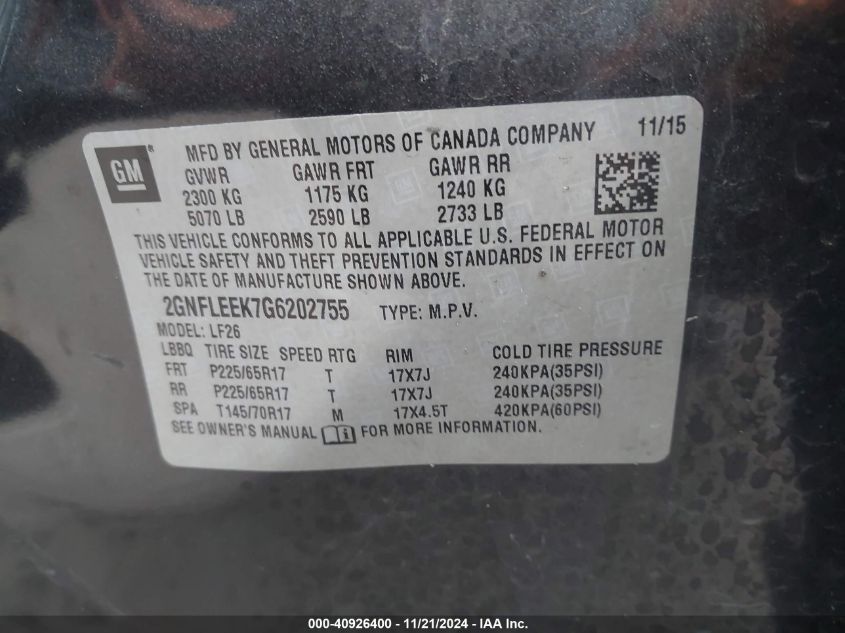 GM ® MFD BY GENERAL MOTORS OF CANADA COMPANY 11/15
GVWR GAWR FRT GAWR RR
2300 KG 1175 KG 1240 KG
5070 LB 2590 LB 2733 LB
THIS VEHICLE CONFORMS TO ALL APPLICABLE U.S. FEDERAL MOTOR
VEHICLE SAFETY AND THEFT PREVENTION STANDARDS IN EFFECT ON
THE DATE OF MANUFACTURE SHOWN ABOVE.
2GNFLEEK7G6202755 TYPE: M.P.V.
MODEL: LF26
LBBQ TIRE SIZE SPEED RTG RIM COLD TIRE PRESSURE
FRT P225/65R17 T 17X7J 240KPA(35PSI)
RR P225/65R17 T 17X7J 240KPA(35PSI)
SPA T145/70R17 M 17X4.5T 420KPA(60PSI)
SEE OWNER'S MANUAL FOR MORE INFORMATION.
000-40926400 - 11/21/2024 - © IAA Holdings, LLC.